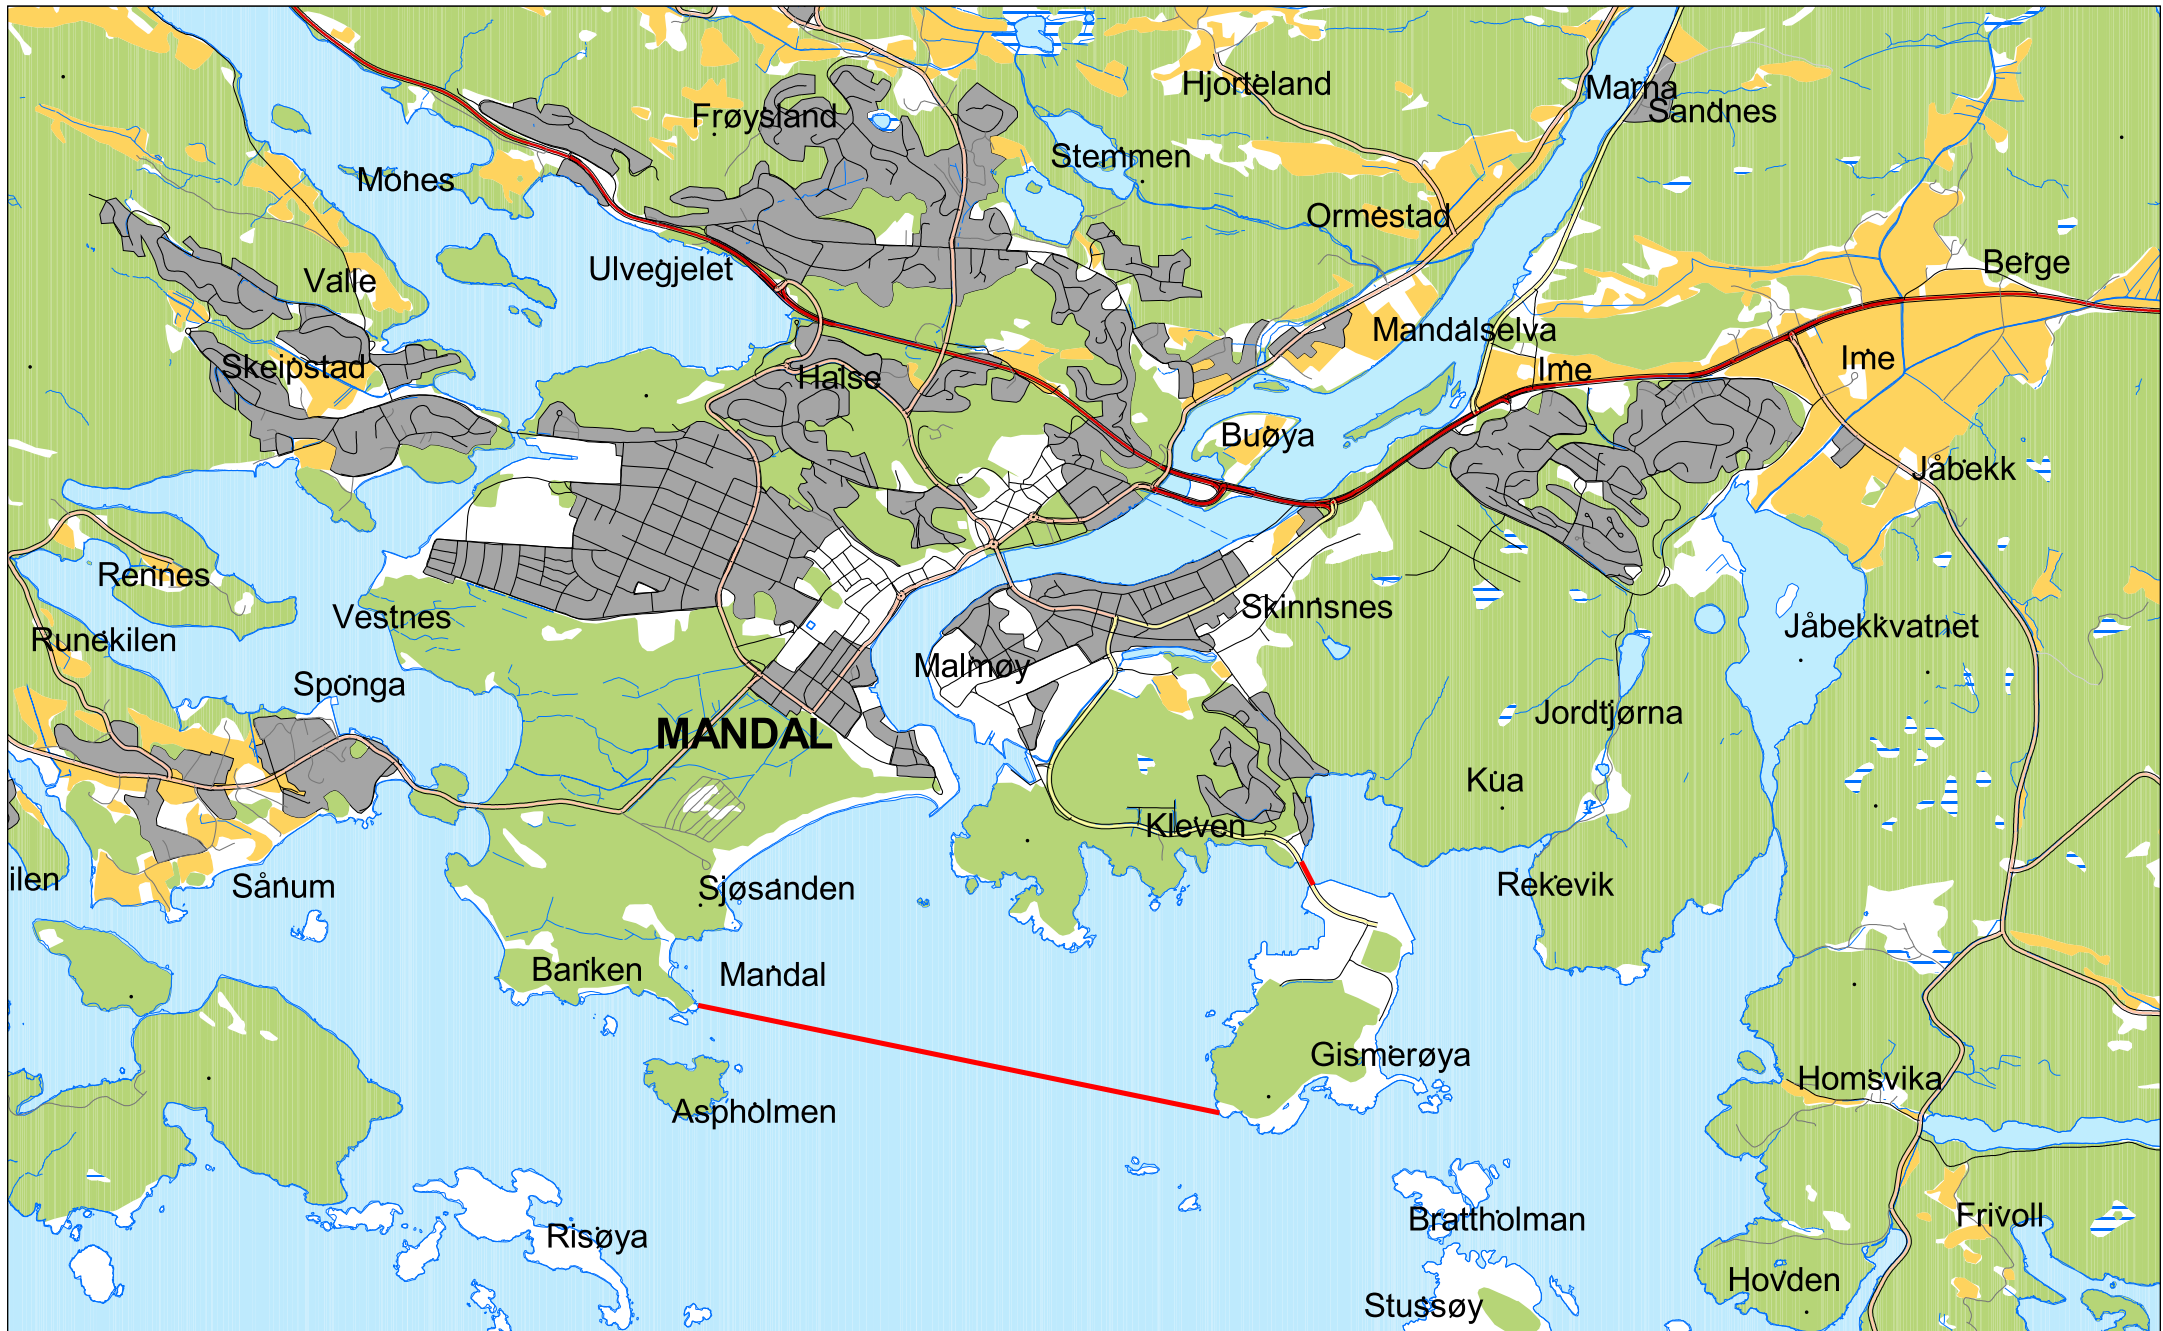 Hjorteland
Marna
Sandnes
Frøysland
Stemmen
Mones
Ormestad
Berge
Ulvegjelet
Valle
Mandalselva
Ime
Ime
Skeipstad
Halse
Buøya
Jåbekk
Rennes
Vestnes
Skinnsnes
Jåbekkvatnet
Runekilen
Malmøy
Sponga
Jordtjørna
MANDAL
Kua
Kleven
ilen
Sånum
Sjøsanden
Rekevik
Banken
Mandal
Gismerøya
Homsvika
Aspholmen
Brattholman
Frivoll
Risøya
Hovden
Stussøy